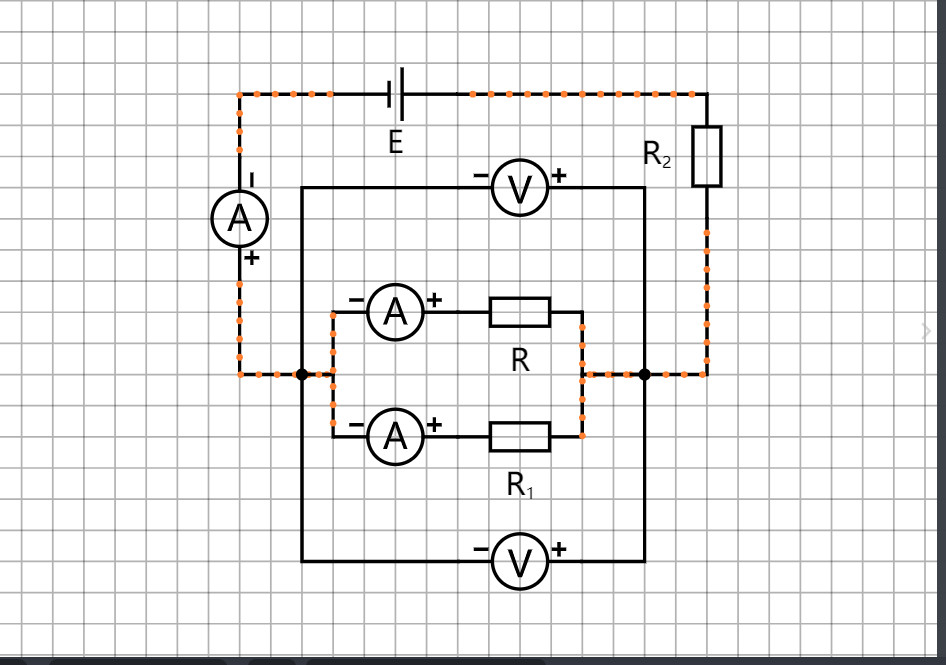 E
R₂
− V +
A
−
+
− A +
R
− A +
R₁
− V +